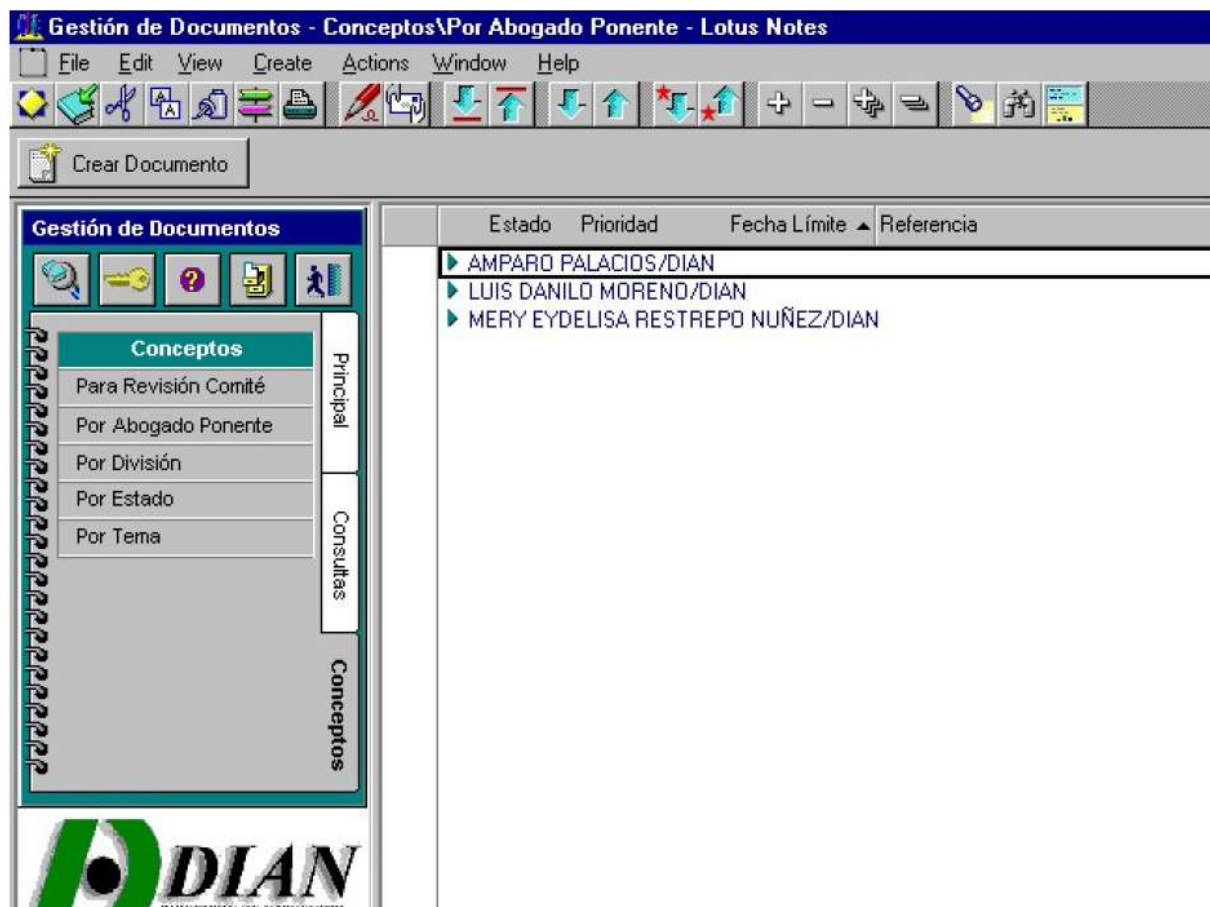 Gestión de Documentos - Conceptos\Por Abogado Ponente - Lotus Notes
File Edit View Create Actions Window Help
Crear Documento
Gestión de Documentos
Estado Prioridad Fecha Límite Referencia
AMPARO PALACIOS/DIAN
LUIS DANILO MORENO/DIAN
MERY EYDELISA RESTREPO NUÑEZ/DIAN
Conceptos
Para Revisión Comité
Por Abogado Ponente
Por División
Por Estado
Por Tema
Principal
Consultas
Conceptos
DIAN